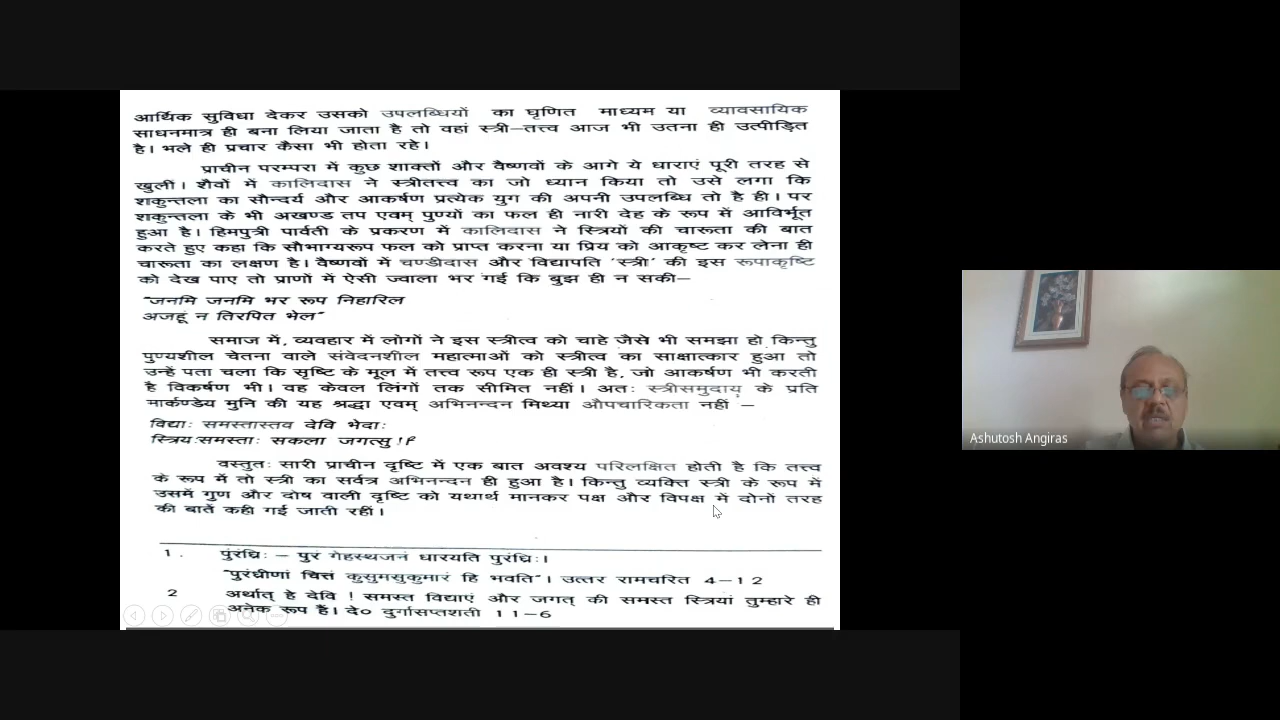 आर्थिक सुविधा देकर उसको उपलब्धियों का घृणित माध्यम या व्यावसायिक
साधनमात्र ही बना लिया जाता है तो वहां स्त्री–तत्त्व आज भी उतना ही उत्पीड़ित
है। भले ही प्रचार कैसा भी होता रहे।
प्राचीन परम्परा में कुछ शाक्तों और वैष्णवों के आगे ये धाराएं पूरी तरह से
खुलीं। शैवों में कालिदास ने स्त्रीतत्त्व का जो ध्यान किया तो उसे लगा कि
शकुन्तला का सौन्दर्य और आकर्षण प्रत्येक युग की अपनी उपलब्धि तो है ही। पर
शकुन्तला के भी अखण्ड तप एवम् पुण्यों का फल ही नारी देह के रूप में आविर्भूत
हुआ है। हिमपुत्री पार्वती के प्रकरण में कालिदास ने स्त्रियों की चारूता की बात
करते हुए कहा कि सौभाग्यरूप फल को प्राप्त करना या प्रिय को आकृष्ट कर लेना ही
चारूता का लक्षण है। वैष्णवों में चण्डीदास और विद्यापति 'स्त्री' की इस रूपाकृष्टि
को देख पाए तो प्राणों में ऐसी ज्वाला भर गई कि बुझ ही न सकी–
"जनमि जनमि भर रूप निहारिल
अजहूं न तिरपित भेल"
समाज में, व्यवहार में लोगों ने इस स्त्रीत्व को चाहे जैसे भी समझा हो किन्तु
पुण्यशील चेतना वाले संवेदनशील महात्माओं को स्त्रीत्व का साक्षात्कार हुआ तो
उन्हें पता चला कि सृष्टि के मूल में तत्त्व रूप एक ही स्त्री है, जो आकर्षण भी करती
है विकर्षण भी। वह केवल लिंगों तक सीमित नहीं। अतः स्त्रीसमुदाय के प्रति
मार्कण्डेय मुनि की यह श्रद्धा एवम् अभिनन्दन मिथ्या औपचारिकता नहीं –
विद्याः समस्तास्तव देवि भेदाः
स्त्रियः समस्ताः सकला जगत्सु।²
वस्तुतः सारी प्राचीन दृष्टि में एक बात अवश्य परिलक्षित होती है कि तत्त्व
के रूप में तो स्त्री का सर्वत्र अभिनन्दन ही हुआ है। किन्तु व्यक्ति स्त्री के रूप में
उसमें गुण और दोष वाली दृष्टि को यथार्थ मानकर पक्ष और विपक्ष में दोनों तरह
की बातें कही गई जाती रहीं।
1. पुरंध्रिः – पुरं गेहस्थजनं धारयति पुरंध्रिः।
"पुरंध्रीणां चित्तं कुसुमसुकुमारं हि भवति"। उत्तर रामचरित 4–12
2 अर्थात् हे देवि ! समस्त विद्याएं और जगत् की समस्त स्त्रियां तुम्हारे ही
अनेक रूप हैं। दे० दुर्गासप्तशती 11–6
Ashutosh Angiras